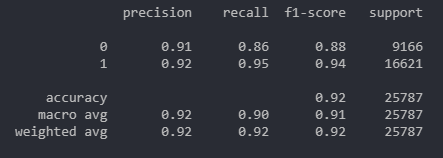 precision recall f1-score support
0 0.91 0.86 0.88 9166
1 0.92 0.95 0.94 16621
accuracy 0.92 25787
macro avg 0.92 0.90 0.91 25787
weighted avg 0.92 0.92 0.92 25787